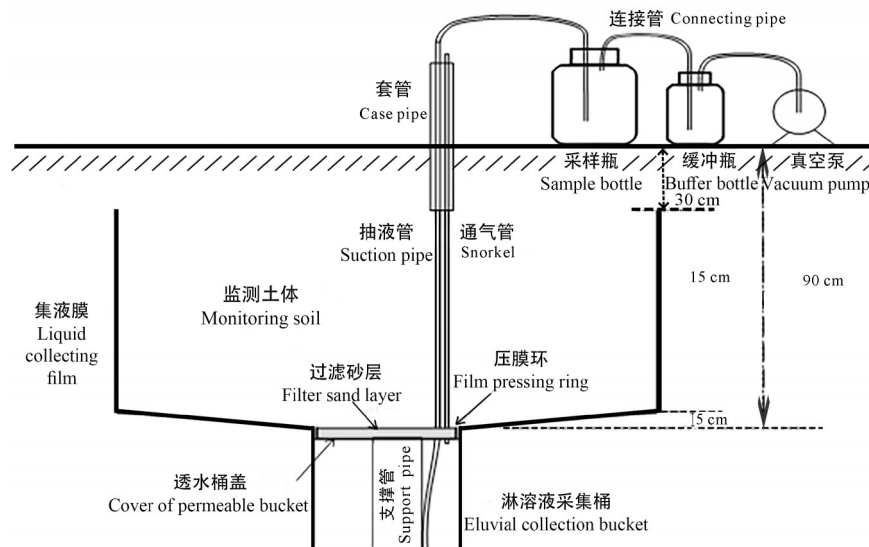 连接管 Connecting pipe
套管
Case pipe
采样瓶
Sample bottle
缓冲瓶
Buffer bottle
真空泵
Vacuum pump
30 cm
抽液管
Suction pipe
通气管
Snorkel
15 cm
90 cm
监测土体
Monitoring soil
集液膜
Liquid
collecting
film
过滤砂层
Filter sand layer
压膜环
Film pressing ring
5 cm
透水桶盖
Cover of permeable bucket
支撑管
Support pipe
淋溶液采集桶
Eluvial collection bucket